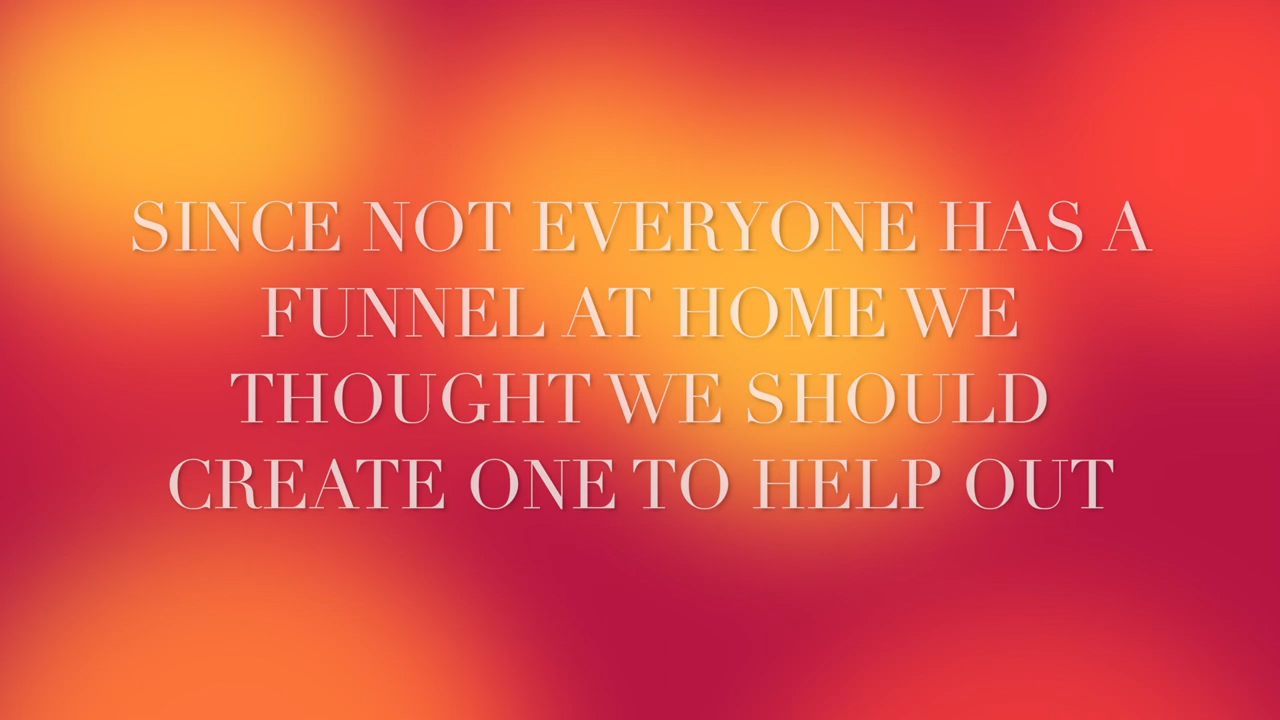 SINCE NOT EVERYONE HAS A
FUNNEL AT HOME WE
THOUGHT WE SHOULD
CREATE ONE TO HELP OUT